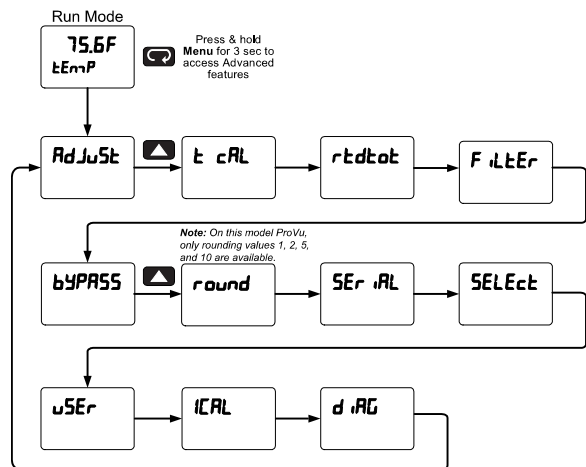 Run Mode
75.6F
tEmP
Press & hold
Menu for 3 sec to
access Advanced
features
AdJuSt
t cAL
rtdtot
FiLtEr
Note: On this model ProVu,
only rounding values 1, 2, 5,
and 10 are available.
bYPASS
round
SEriAL
SELEct
uSEr
ICAL
diAG